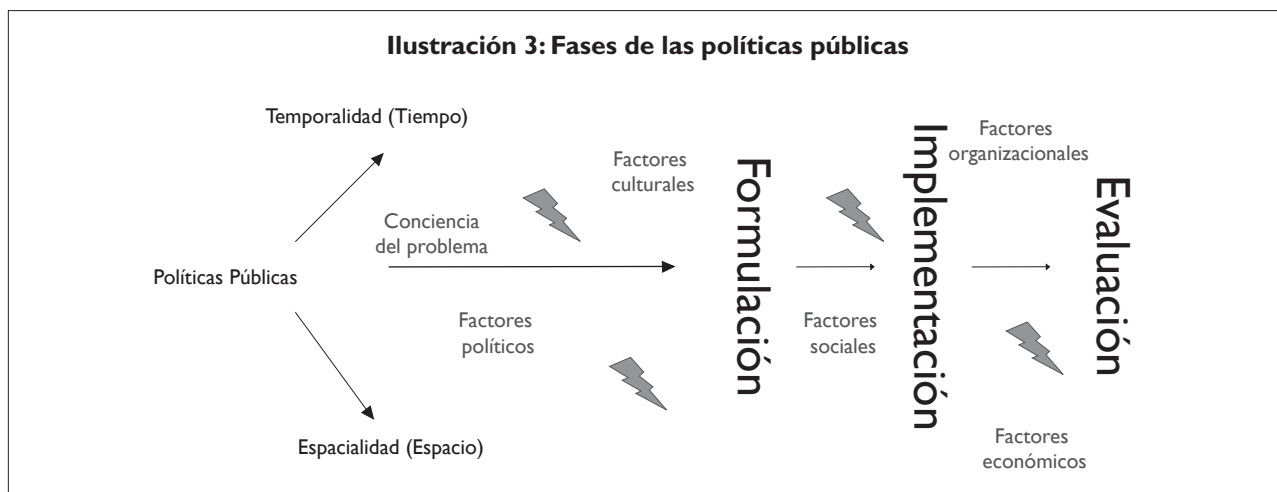 Ilustración 3: Fases de las políticas públicas
Temporalidad (Tiempo)
Factores
culturales
Conciencia
del problema
Políticas Públicas
Factores
políticos
Espacialidad (Espacio)
Formulación
Factores
sociales
Implementación
Factores
organizacionales
Factores
económicos
Evaluación